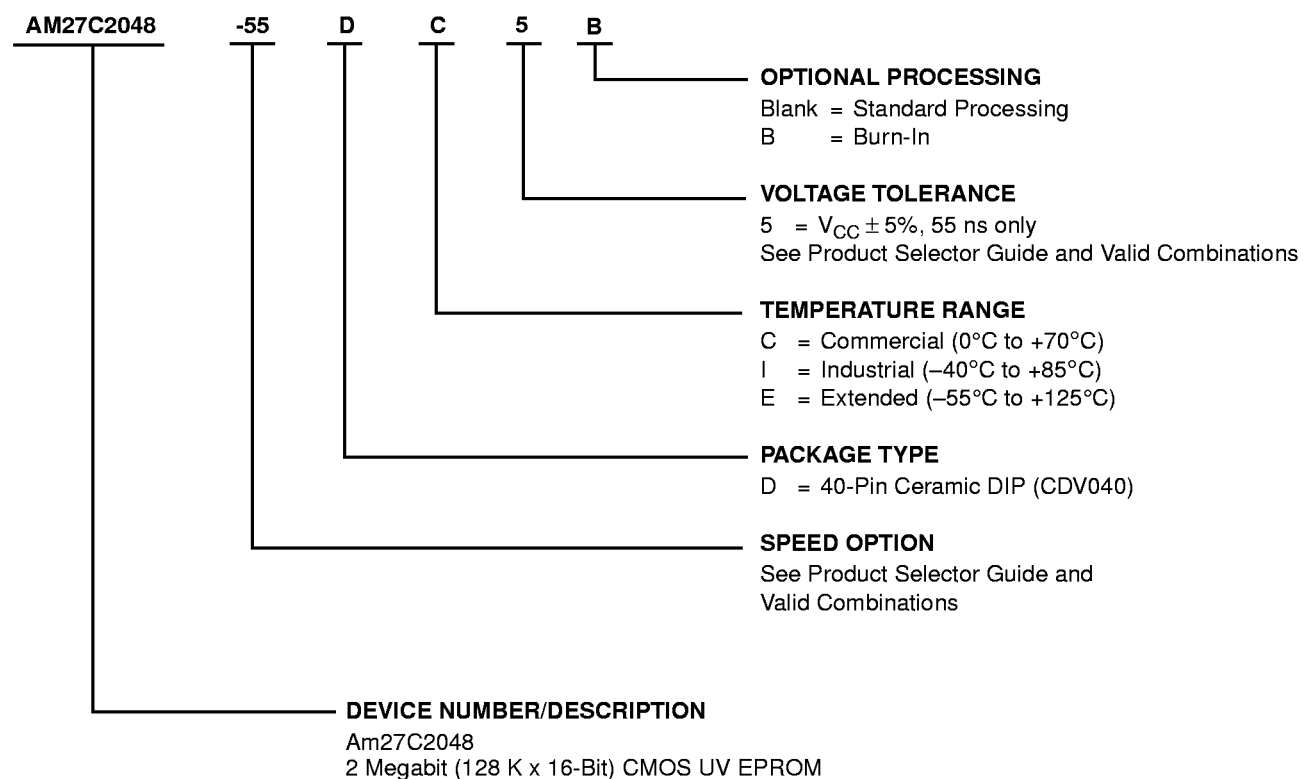 AM27C2048 -55 D C 5 B
OPTIONAL PROCESSING
Blank = Standard Processing
B = Burn-In
VOLTAGE TOLERANCE
5 = VCC ± 5%, 55 ns only
See Product Selector Guide and Valid Combinations
TEMPERATURE RANGE
C = Commercial (0°C to +70°C)
I = Industrial (–40°C to +85°C)
E = Extended (–55°C to +125°C)
PACKAGE TYPE
D = 40-Pin Ceramic DIP (CDV040)
SPEED OPTION
See Product Selector Guide and
Valid Combinations
DEVICE NUMBER/DESCRIPTION
Am27C2048
2 Megabit (128 K x 16-Bit) CMOS UV EPROM